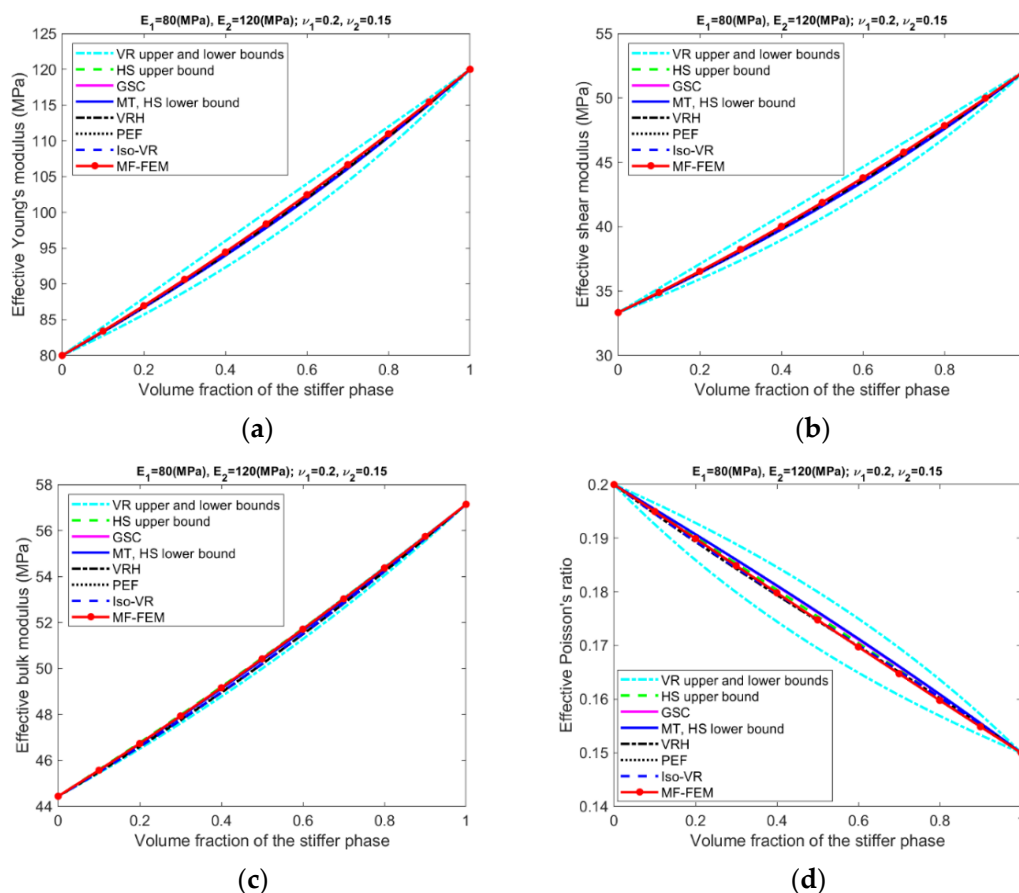 E1=80(MPa), E2=120(MPa); ν1=0.2, ν2=0.15
Effective Young's modulus (MPa)
125
120
115
110
105
100
95
90
85
80
VR upper and lower bounds
HS upper bound
GSC
MT, HS lower bound
VRH
PEF
Iso-VR
MF-FEM
0 0.2 0.4 0.6 0.8 1
Volume fraction of the stiffer phase
(a)
E1=80(MPa), E2=120(MPa); ν1=0.2, ν2=0.15
Effective shear modulus (MPa)
55
50
45
40
35
30
VR upper and lower bounds
HS upper bound
GSC
MT, HS lower bound
VRH
PEF
Iso-VR
MF-FEM
0 0.2 0.4 0.6 0.8
Volume fraction of the stiffer phase
(b)
E1=80(MPa), E2=120(MPa); ν1=0.2, ν2=0.15
Effective bulk modulus (MPa)
58
56
54
52
50
48
46
44
VR upper and lower bounds
HS upper bound
GSC
MT, HS lower bound
VRH
PEF
Iso-VR
MF-FEM
0 0.2 0.4 0.6 0.8 1
Volume fraction of the stiffer phase
(c)
E1=80(MPa), E2=120(MPa); ν1=0.2, ν2=0.15
Effective Poisson's ratio
0.2
0.19
0.18
0.17
0.16
0.15
0.14
VR upper and lower bounds
HS upper bound
GSC
MT, HS lower bound
VRH
PEF
Iso-VR
MF-FEM
0 0.2 0.4 0.6 0.8
Volume fraction of the stiffer phase
(d)